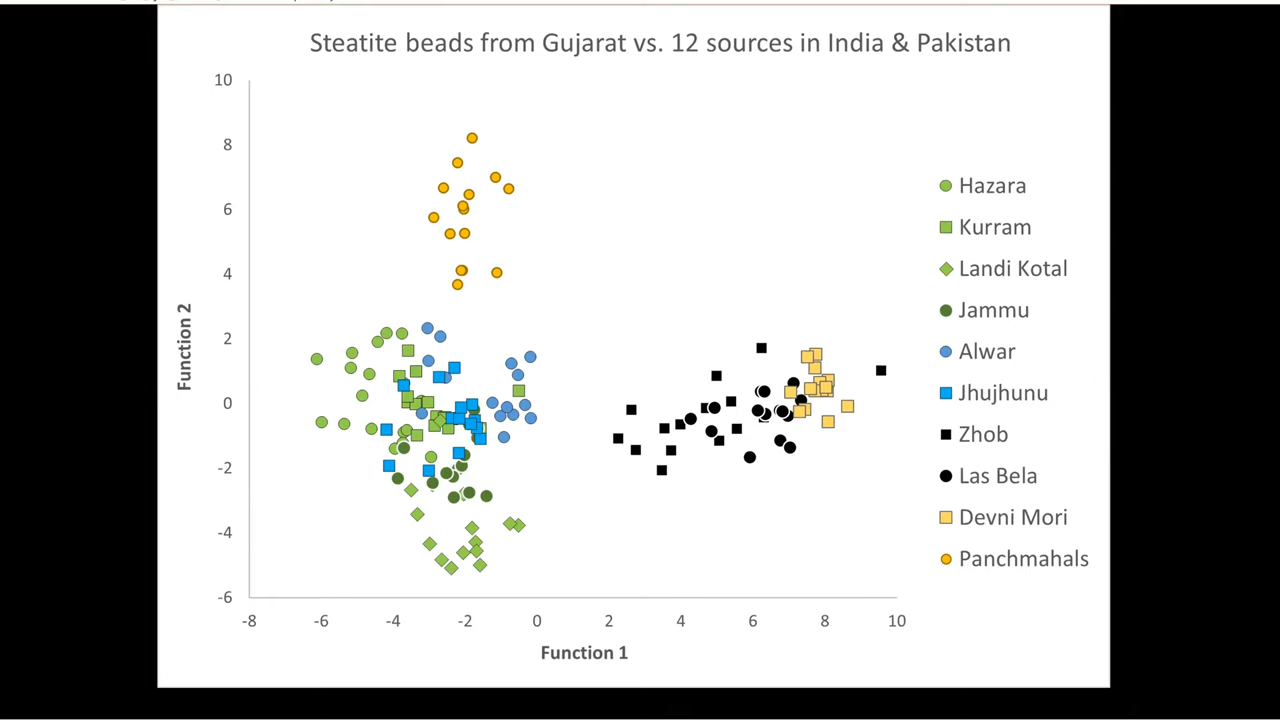 Steatite beads from Gujarat vs. 12 sources in India & Pakistan
10
8
6
4
2
0
-2
-4
-6
Function 2
-8 -6 -4 -2 0 2 4 6 8 10
Function 1
Hazara
Kurram
Landi Kotal
Jammu
Alwar
Jhujhunu
Zhob
Las Bela
Devni Mori
Panchmahals